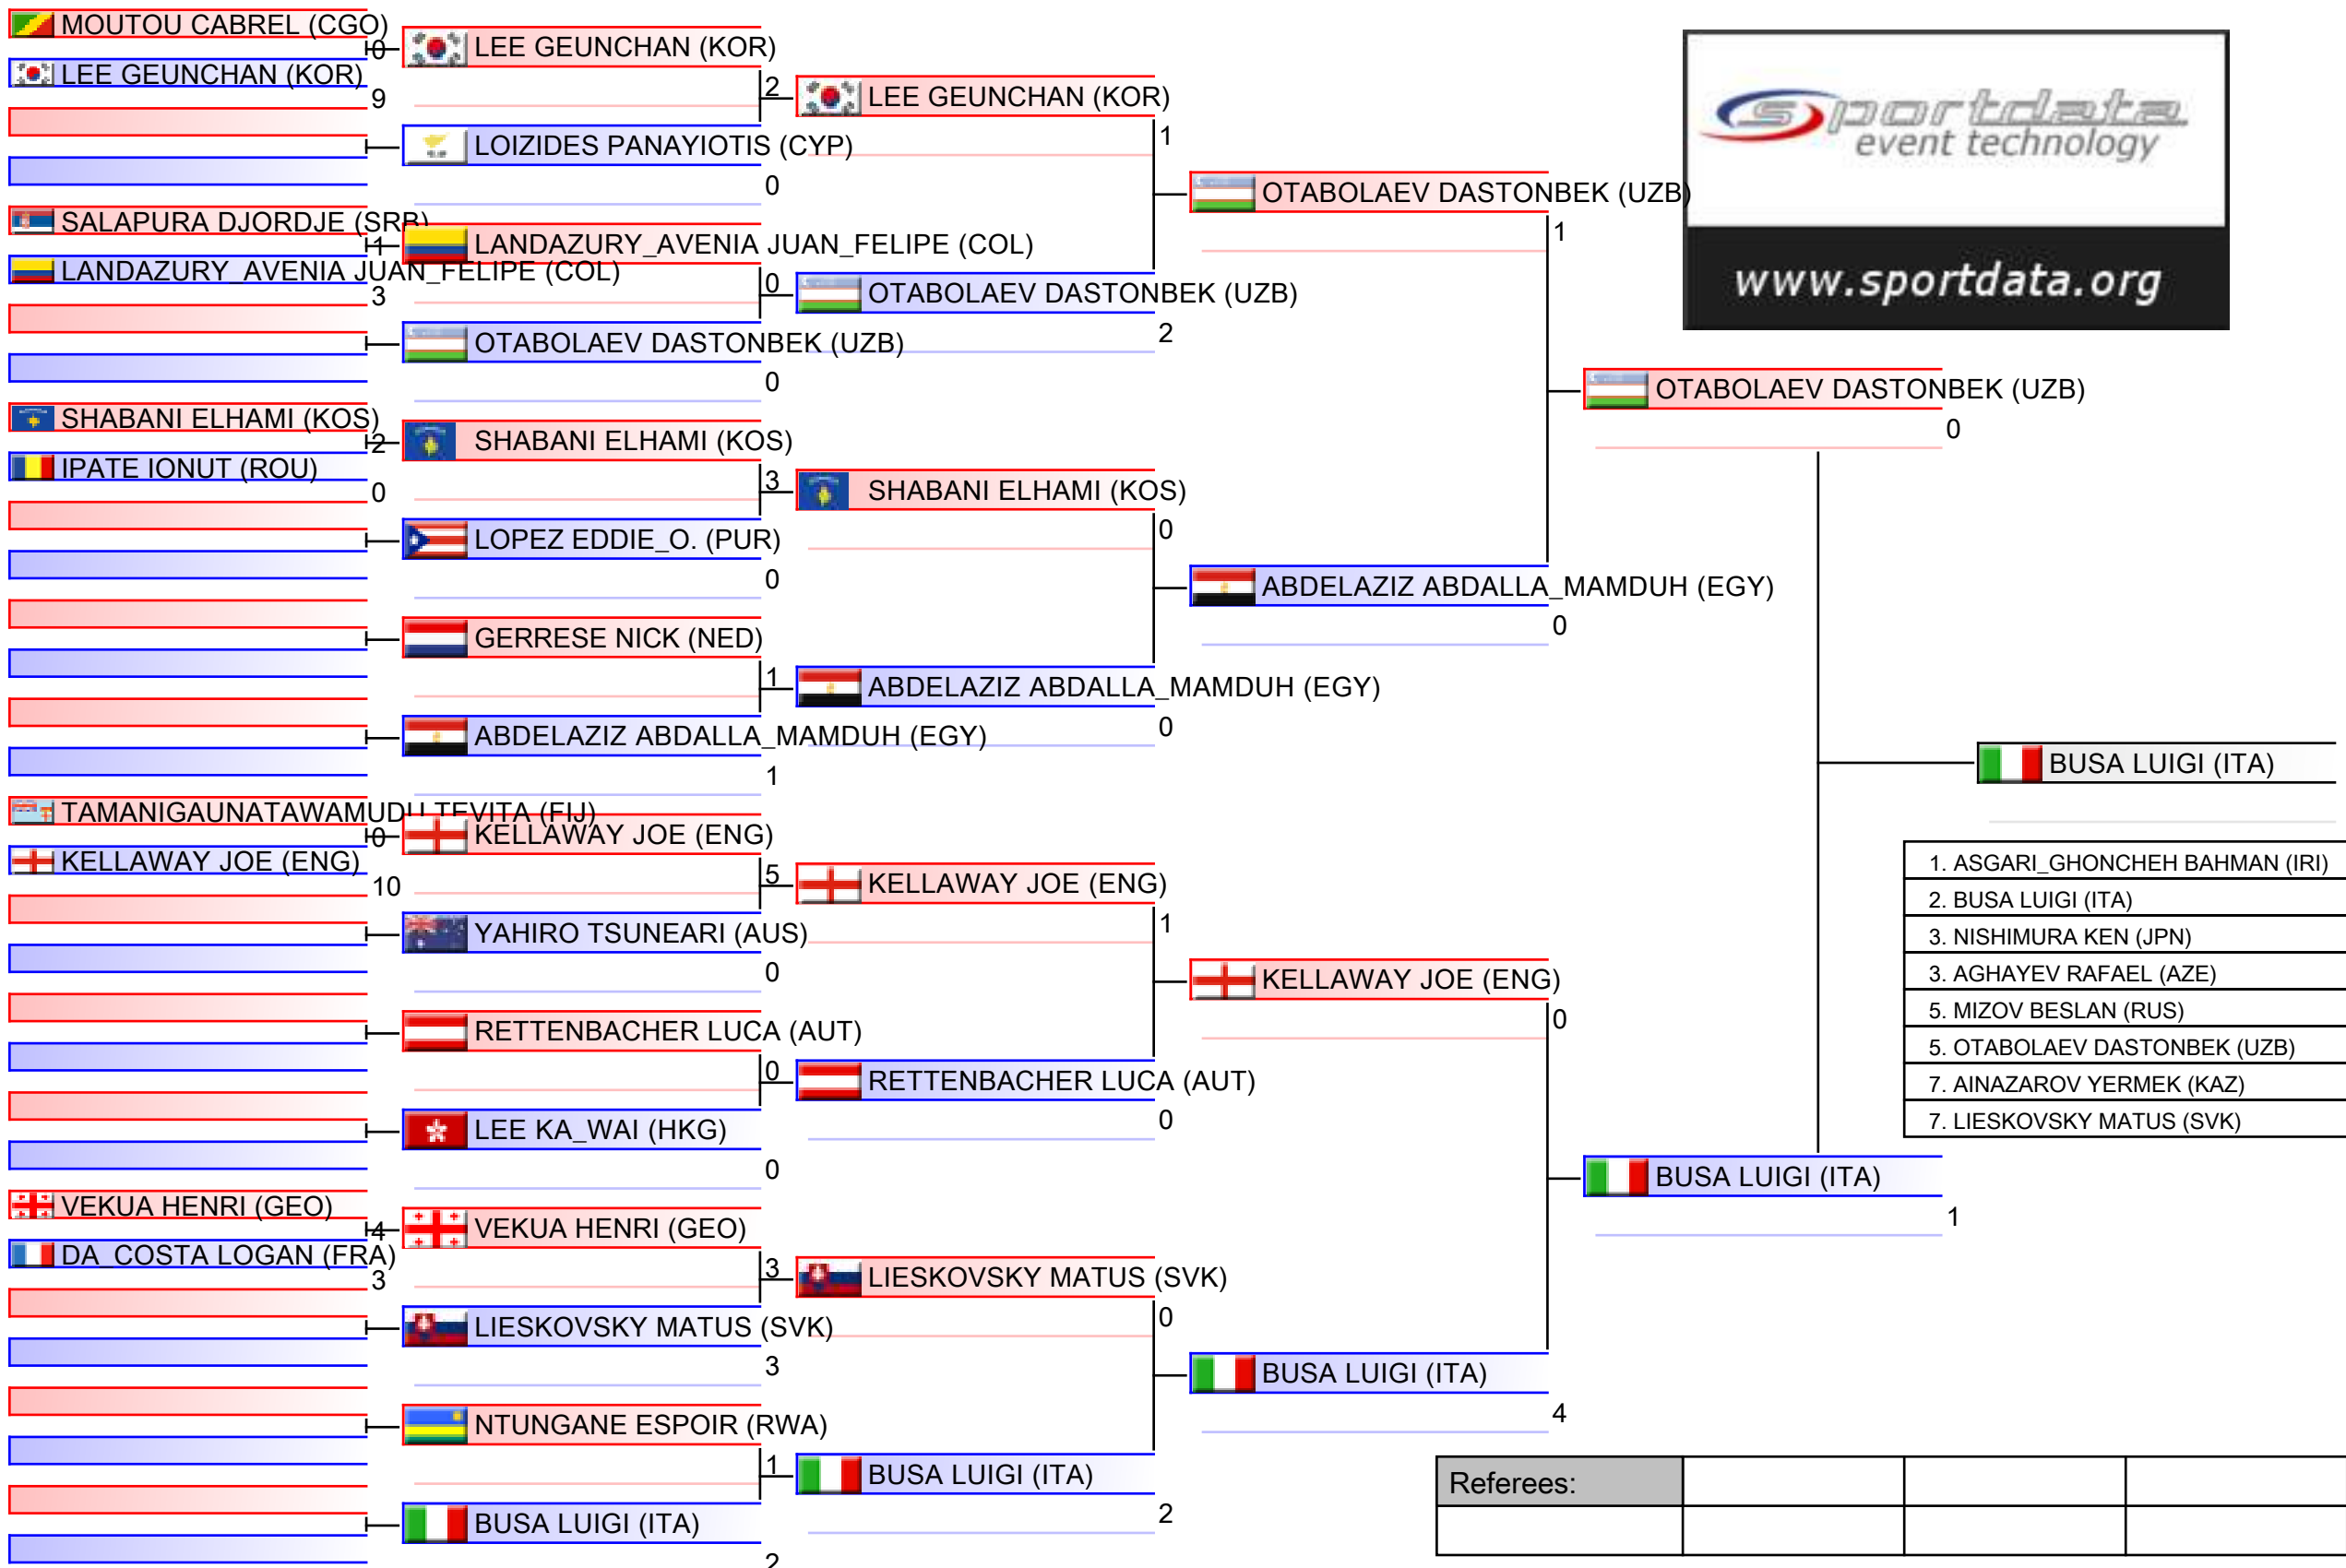 MOUTOU CABREL (CGO)
0
LEE GEUNCHAN (KOR)
9
SALAPURA DJORDJE (SRB)
1
LANDAZURY_AVENIA JUAN_FELIPE (COL)
3
SHABANI ELHAMI (KOS)
2
IPATE IONUT (ROU)
0
TAMANIGAUNATAWAMUDU TEVITA (FIJ)
0
KELLAWAY JOE (ENG)
10
VEKUA HENRI (GEO)
4
DA_COSTA LOGAN (FRA)
3
LEE GEUNCHAN (KOR)
2
LOIZIDES PANAYIOTIS (CYP)
0
LANDAZURY_AVENIA JUAN_FELIPE (COL)
0
OTABOLAEV DASTONBEK (UZB)
0
SHABANI ELHAMI (KOS)
3
LOPEZ EDDIE_O. (PUR)
0
GERRESE NICK (NED)
1
ABDELAZIZ ABDALLA_MAMDUH (EGY)
1
KELLAWAY JOE (ENG)
5
YAHIRO TSUNEARI (AUS)
0
RETTENBACHER LUCA (AUT)
0
LEE KA_WAI (HKG)
0
VEKUA HENRI (GEO)
3
LIESKOVSKY MATUS (SVK)
3
NTUNGANE ESPOIR (RWA)
1
BUSA LUIGI (ITA)
2
LEE GEUNCHAN (KOR)
1
OTABOLAEV DASTONBEK (UZB)
2
SHABANI ELHAMI (KOS)
0
ABDELAZIZ ABDALLA_MAMDUH (EGY)
0
KELLAWAY JOE (ENG)
1
RETTENBACHER LUCA (AUT)
0
LIESKOVSKY MATUS (SVK)
0
BUSA LUIGI (ITA)
2
OTABOLAEV DASTONBEK (UZB)
1
ABDELAZIZ ABDALLA_MAMDUH (EGY)
0
KELLAWAY JOE (ENG)
0
BUSA LUIGI (ITA)
4
OTABOLAEV DASTONBEK (UZB)
0
BUSA LUIGI (ITA)
1
BUSA LUIGI (ITA)
sportdata
event technology
www.sportdata.org
1. ASGARI_GHONCHEH BAHMAN (IRI)
2. BUSA LUIGI (ITA)
3. NISHIMURA KEN (JPN)
3. AGHAYEV RAFAEL (AZE)
5. MIZOV BESLAN (RUS)
5. OTABOLAEV DASTONBEK (UZB)
7. AINAZAROV YERMEK (KAZ)
7. LIESKOVSKY MATUS (SVK)
Referees: